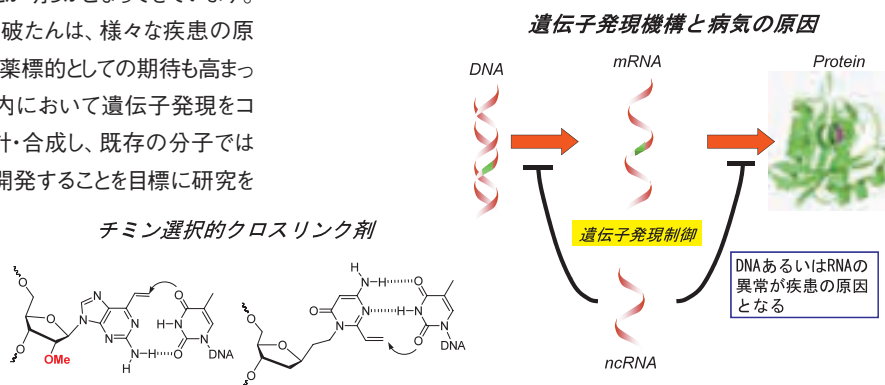 破たんは、様々な疾患の原
薬標的としての期待も高まっ
内において遺伝子発現をコ
計・合成し、既存の分子では
開発することを目標に研究を
チミン選択的クロスリンク剤
O
O
O
OMe
N
N
N
N
N
H
H
O
HN
O
N
DNA
O
O
O
O
N
N
N
H
H
O
HN
O
N
DNA
遺伝子発現機構と病気の原因
DNA
mRNA
Protein
遺伝子発現制御
DNAあるいはRNAの
異常が疾患の原因
となる
ncRNA